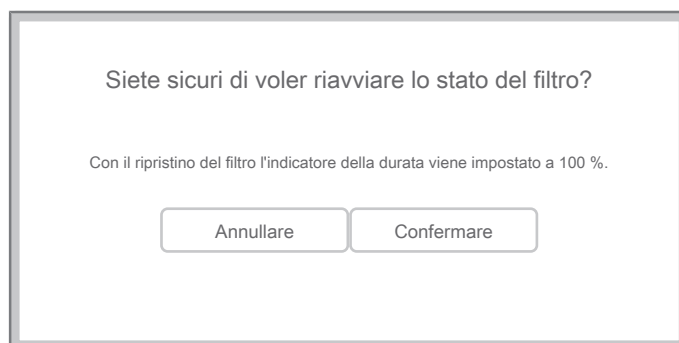 Siete sicuri di voler riavviare lo stato del filtro?
Con il ripristino del filtro l'indicatore della durata viene impostato a 100 %.
Annullare
Confermare